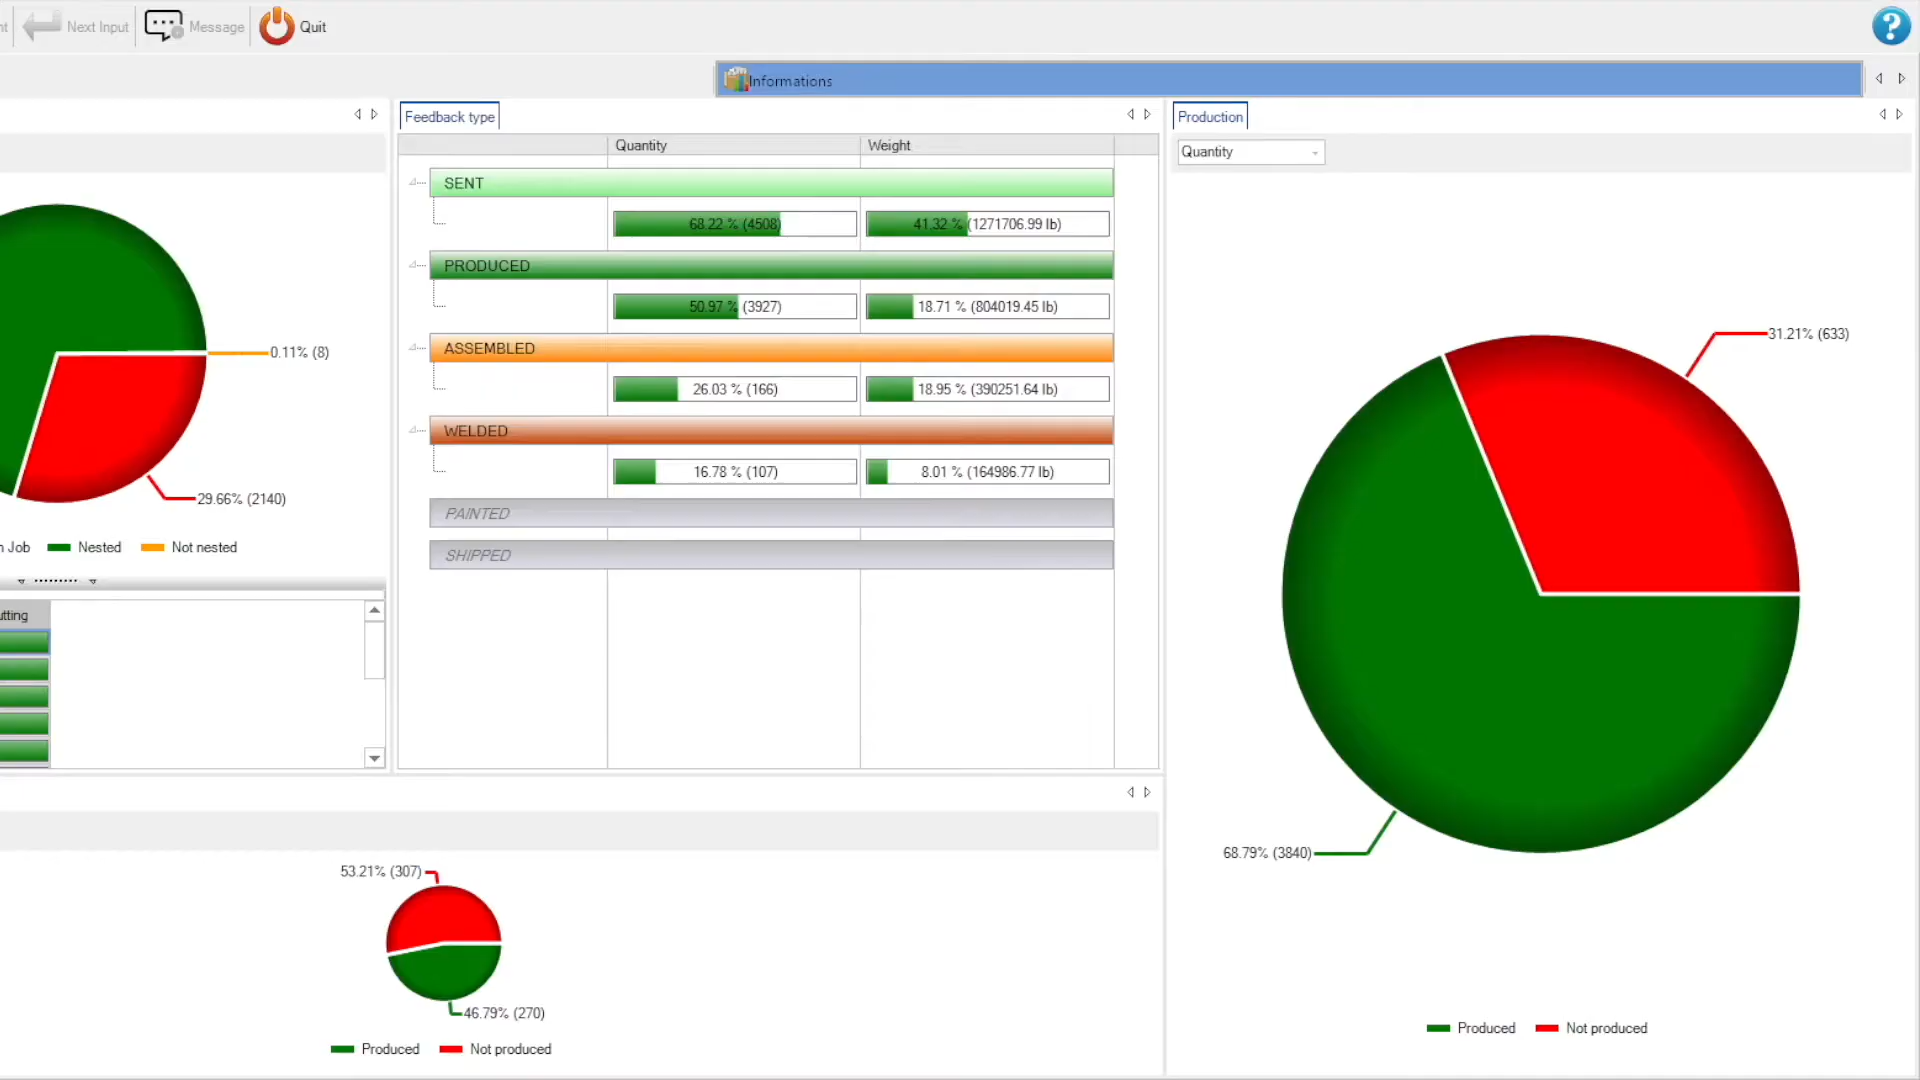 nt Next Input Message Quit
Informations
Feedback type
Quantity Weight
SENT
68.22 % (4508) 41.32 % (1271706.99 lb)
PRODUCED
50.97 % (3927) 18.71 % (804019.45 lb)
ASSEMBLED
26.03 % (166) 18.95 % (390251.64 lb)
WELDED
16.78 % (107) 8.01 % (164986.77 lb)
PAINTED
SHIPPED
0.11% (8)
29.66% (2140)
n Job Nested Not nested
utting
53.21% (307)
46.79% (270)
Produced Not produced
Production
Quantity
31.21% (633)
68.79% (3840)
Produced Not produced